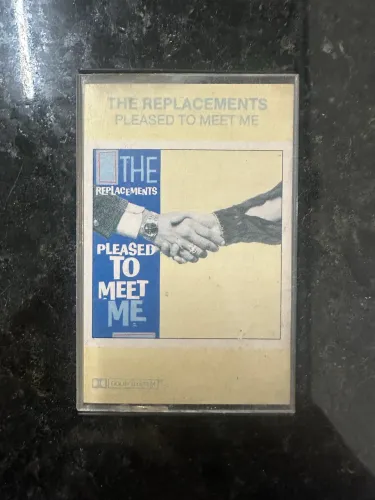 THE REPLACEMENTS
PLEASED TO MEET ME
THE
REPLACEMENTS
PLEASED
TO
MEET
ME